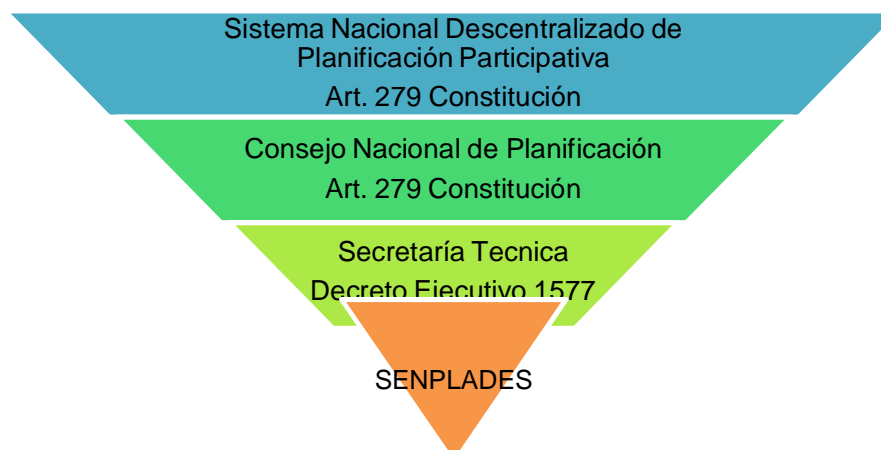 Sistema Nacional Descentralizado de
Planificación Participativa
Art. 279 Constitución
Consejo Nacional de Planificación
Art. 279 Constitución
Secretaría Tecnica
Decreto Ejecutivo 1577
SENPLADES